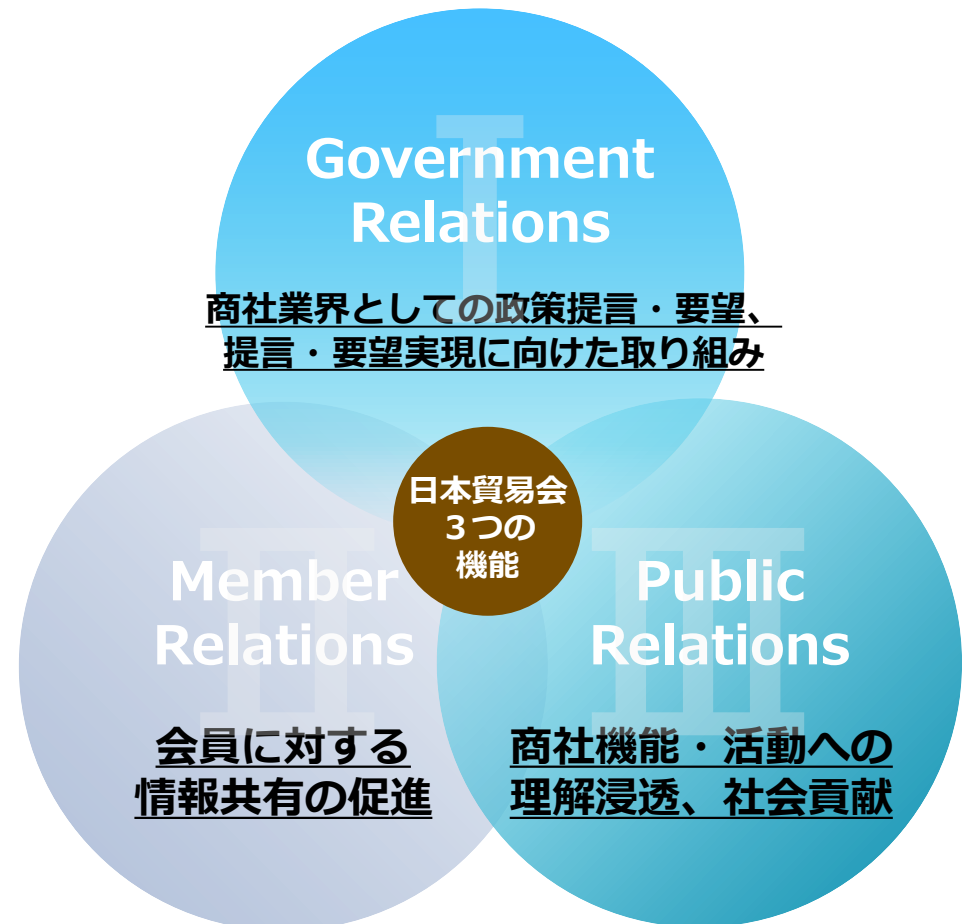 Ⅰ
Government
Relations
商社業界としての政策提言・要望、
提言・要望実現に向けた取り組み
日本貿易会
３つの
機能
Ⅱ
Member
Relations
会員に対する
情報共有の促進
Ⅲ
Public
Relations
商社機能・活動への
理解浸透、社会貢献